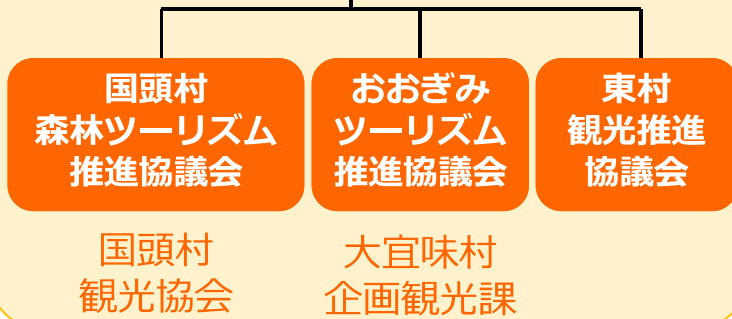 国頭村
森林ツーリズム
推進協議会
おおぎみ
ツーリズム
推進協議会
東村
観光推進
協議会
国頭村
観光協会
大宜味村
企画観光課